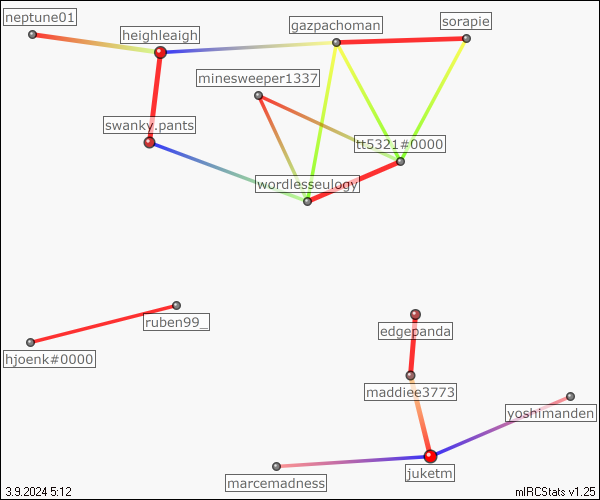 neptune01
heighleaigh
gazpachoman
sorapie
minesweeper1337
swanky.pants
tt5321#0000
wordlesseulogy
ruben99_
hjoenk#0000
edgepanda
maddiee3773
yoshimanden
juketm
marcemadness
3.9.2024 5:12
mIRCStats v1.25